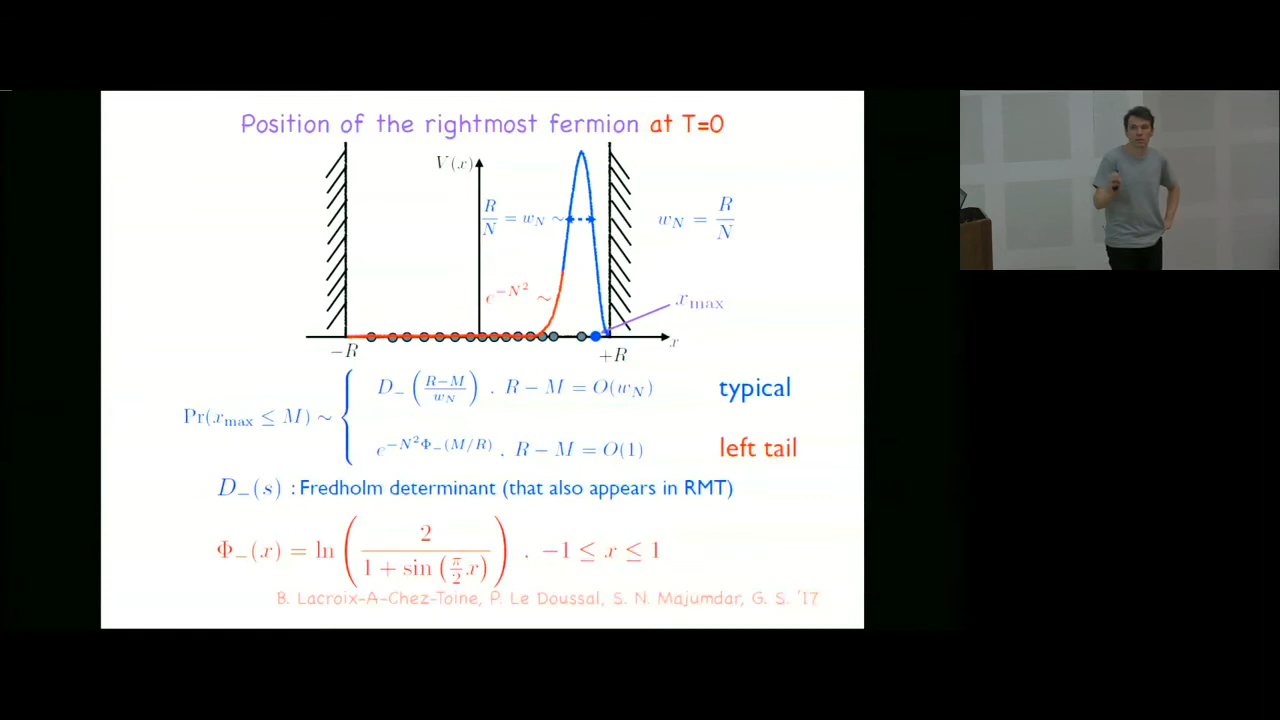 Position of the rightmost fermion at T=0
V(x)
R/N = w_N ~
w_N = R/N
e^{-N^2} ~
x_max
-R
+R
x
Pr(x_max ≤ M) ~ {
D_-((R-M)/w_N) . R - M = O(w_N) typical
e^{-N^2 Φ_-(M/R)} . R - M = O(1) left tail
D_-(s) : Fredholm determinant (that also appears in RMT)
Φ_-(x) = ln(2/(1 + sin(π/2 x))) . -1 ≤ x ≤ 1
B. Lacroix-A-Chez-Toine, P. Le Doussal, S. N. Majumdar, G. S. '17